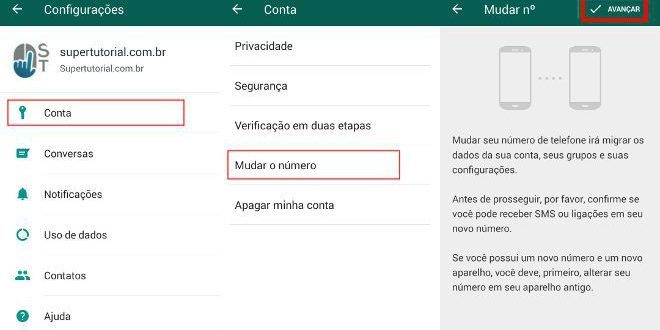 Configurações
supertutorial.com.br
Supertutorial.com.br
Conta
Conversas
Notificações
Uso de dados
Contatos
Ajuda
Conta
Privacidade
Segurança
Verificação em duas etapas
Mudar o número
Apagar minha conta
Mudar nº
AVANÇAR
Mudar seu número de telefone irá migrar os
dados da sua conta, seus grupos e suas
configurações.
Antes de prosseguir, por favor, confirme se
você pode receber SMS ou ligações em seu
novo número.
Se você possui um novo número e um novo
aparelho, você deve, primeiro, alterar seu
número em seu aparelho antigo.